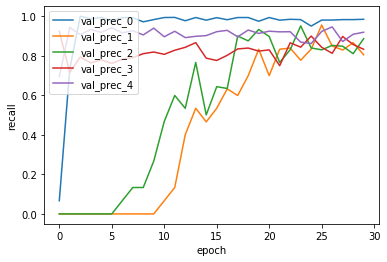 1.0
0.8
0.6
0.4
0.2
0.0
recall
val_prec_0
val_prec_1
val_prec_2
val_prec_3
val_prec_4
0 5 10 15 20 25 30
epoch